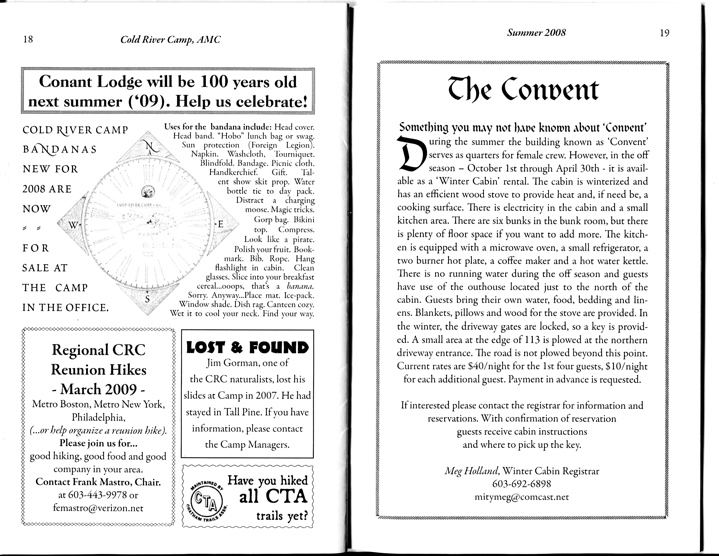 18
Cold River Camp, AMC
Conant Lodge will be 100 years old
next summer ('09). Help us celebrate!
COLD RIVER CAMP
BANDANAS
NEW FOR
2008 ARE
NOW
FOR
SALE AT
THE CAMP
IN THE OFFICE.
N
W
E
S
Uses for the bandana include: Head cover.
Head band. "Hobo" lunch bag or swag.
Sun protection (Foreign Legion).
Napkin. Washcloth, Tourniquet.
Blindfold. Bandage. Picnic cloth.
Handkerchief. Gift. Tal-
ent show skit prop. Water
bottle tie to day pack.
Distract a charging
moose. Magic tricks.
Gorp bag. Bikini
top. Compress.
Look like a pirate.
Polish your fruit. Book-
mark. Bib. Rope. Hang
flashlight in cabin. Clean
glasses. Slice into your breakfast
cereal...ooops, that's a banana.
Sorry. Anyway...Place mat. Ice-pack.
Window shade. Dish rag. Canteen cozy.
Wet it to cool your neck. Find your way.
Regional CRC
Reunion Hikes
- March 2009 -
Metro Boston, Metro New York,
Philadelphia,
(...or help organize a reunion hike).
Please join us for...
good hiking, good food and good
company in your area.
Contact Frank Mastro, Chair.
at 603-443-9978 or
femastro@verizon.net
LOST & FOUND
Jim Gorman, one of
the CRC naturalists, lost his
slides at Camp in 2007. He had
stayed in Tall Pine. If you have
information, please contact
the Camp Managers.
MAINTAINED BY
CTA
CHATHAM TRAILS ASSN.
Have you hiked
all CTA
trails yet?
Summer 2008
19
The Convent
Something you may not have known about 'Convent'
During the summer the building known as 'Convent'
serves as quarters for female crew. However, in the off
season – October 1st through April 30th - it is avail-
able as a 'Winter Cabin' rental. The cabin is winterized and
has an efficient wood stove to provide heat and, if need be, a
cooking surface. There is electricity in the cabin and a small
kitchen area. There are six bunks in the bunk room, but there
is plenty of floor space if you want to add more. The kitch-
en is equipped with a microwave oven, a small refrigerator, a
two burner hot plate, a coffee maker and a hot water kettle.
There is no running water during the off season and guests
have use of the outhouse located just to the north of the
cabin. Guests bring their own water, food, bedding and lin-
ens. Blankets, pillows and wood for the stove are provided. In
the winter, the driveway gates are locked, so a key is provid-
ed. A small area at the edge of 113 is plowed at the northern
driveway entrance. The road is not plowed beyond this point.
Current rates are $40/night for the 1st four guests, $10/night
for each additional guest. Payment in advance is requested.
If interested please contact the registrar for information and
reservations. With confirmation of reservation
guests receive cabin instructions
and where to pick up the key.
Meg Holland, Winter Cabin Registrar
603-692-6898
mitymeg@comcast.net